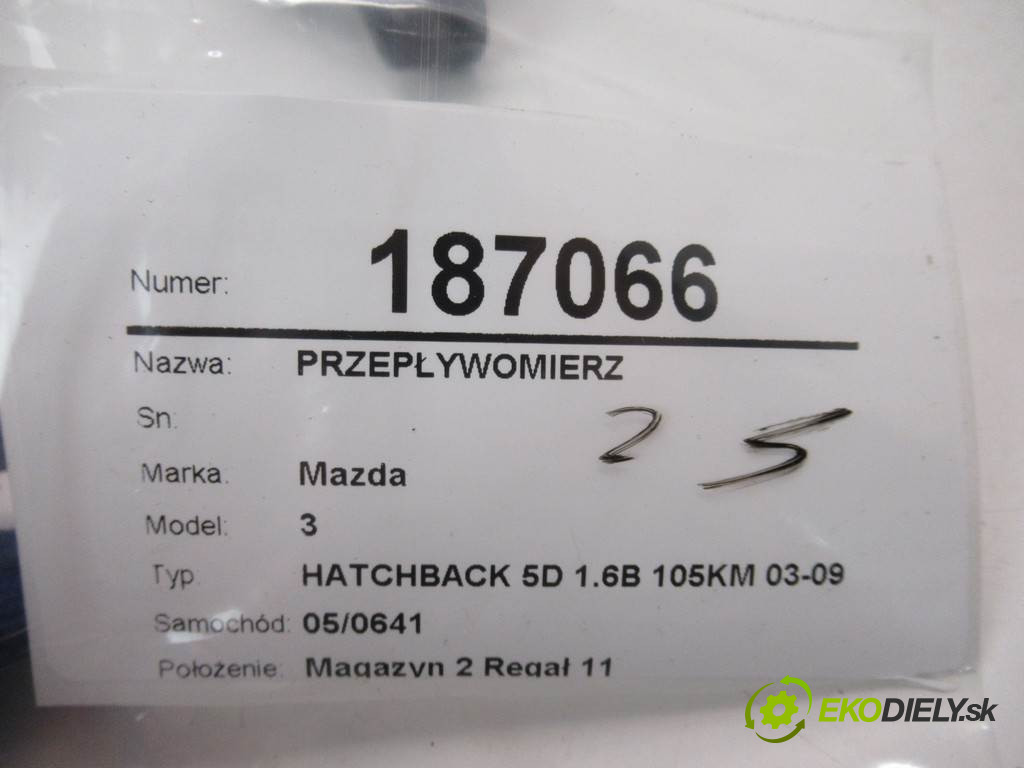 Numer: 187066
Nazwa: PRZEPŁYWOMIERZ
Sn:
2 5
Marka: Mazda
Model: 3
Typ: HATCHBACK 5D 1.6B 105KM 03-09
Samochód: 05/0641
Położenie: Magazyn 2 Regał 11
EKODIELY.sk